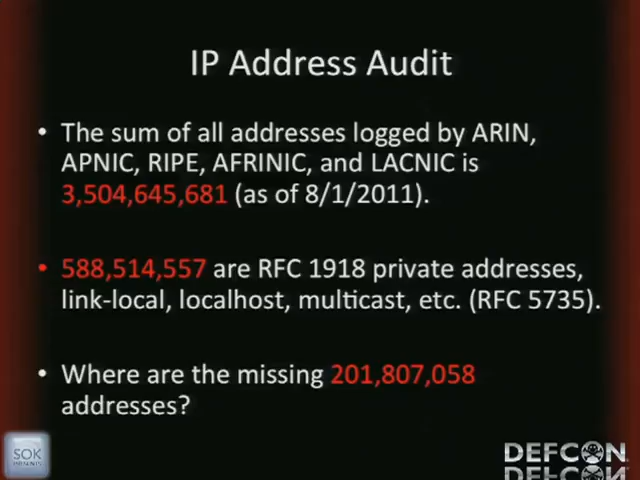 IP Address Audit
• The sum of all addresses logged by ARIN,
APNIC, RIPE, AFRINIC, and LACNIC is
3,504,645,681 (as of 8/1/2011).
• 588,514,557 are RFC 1918 private addresses,
link-local, localhost, multicast, etc. (RFC 5735).
• Where are the missing 201,807,058
addresses?
SOK
DEFCON